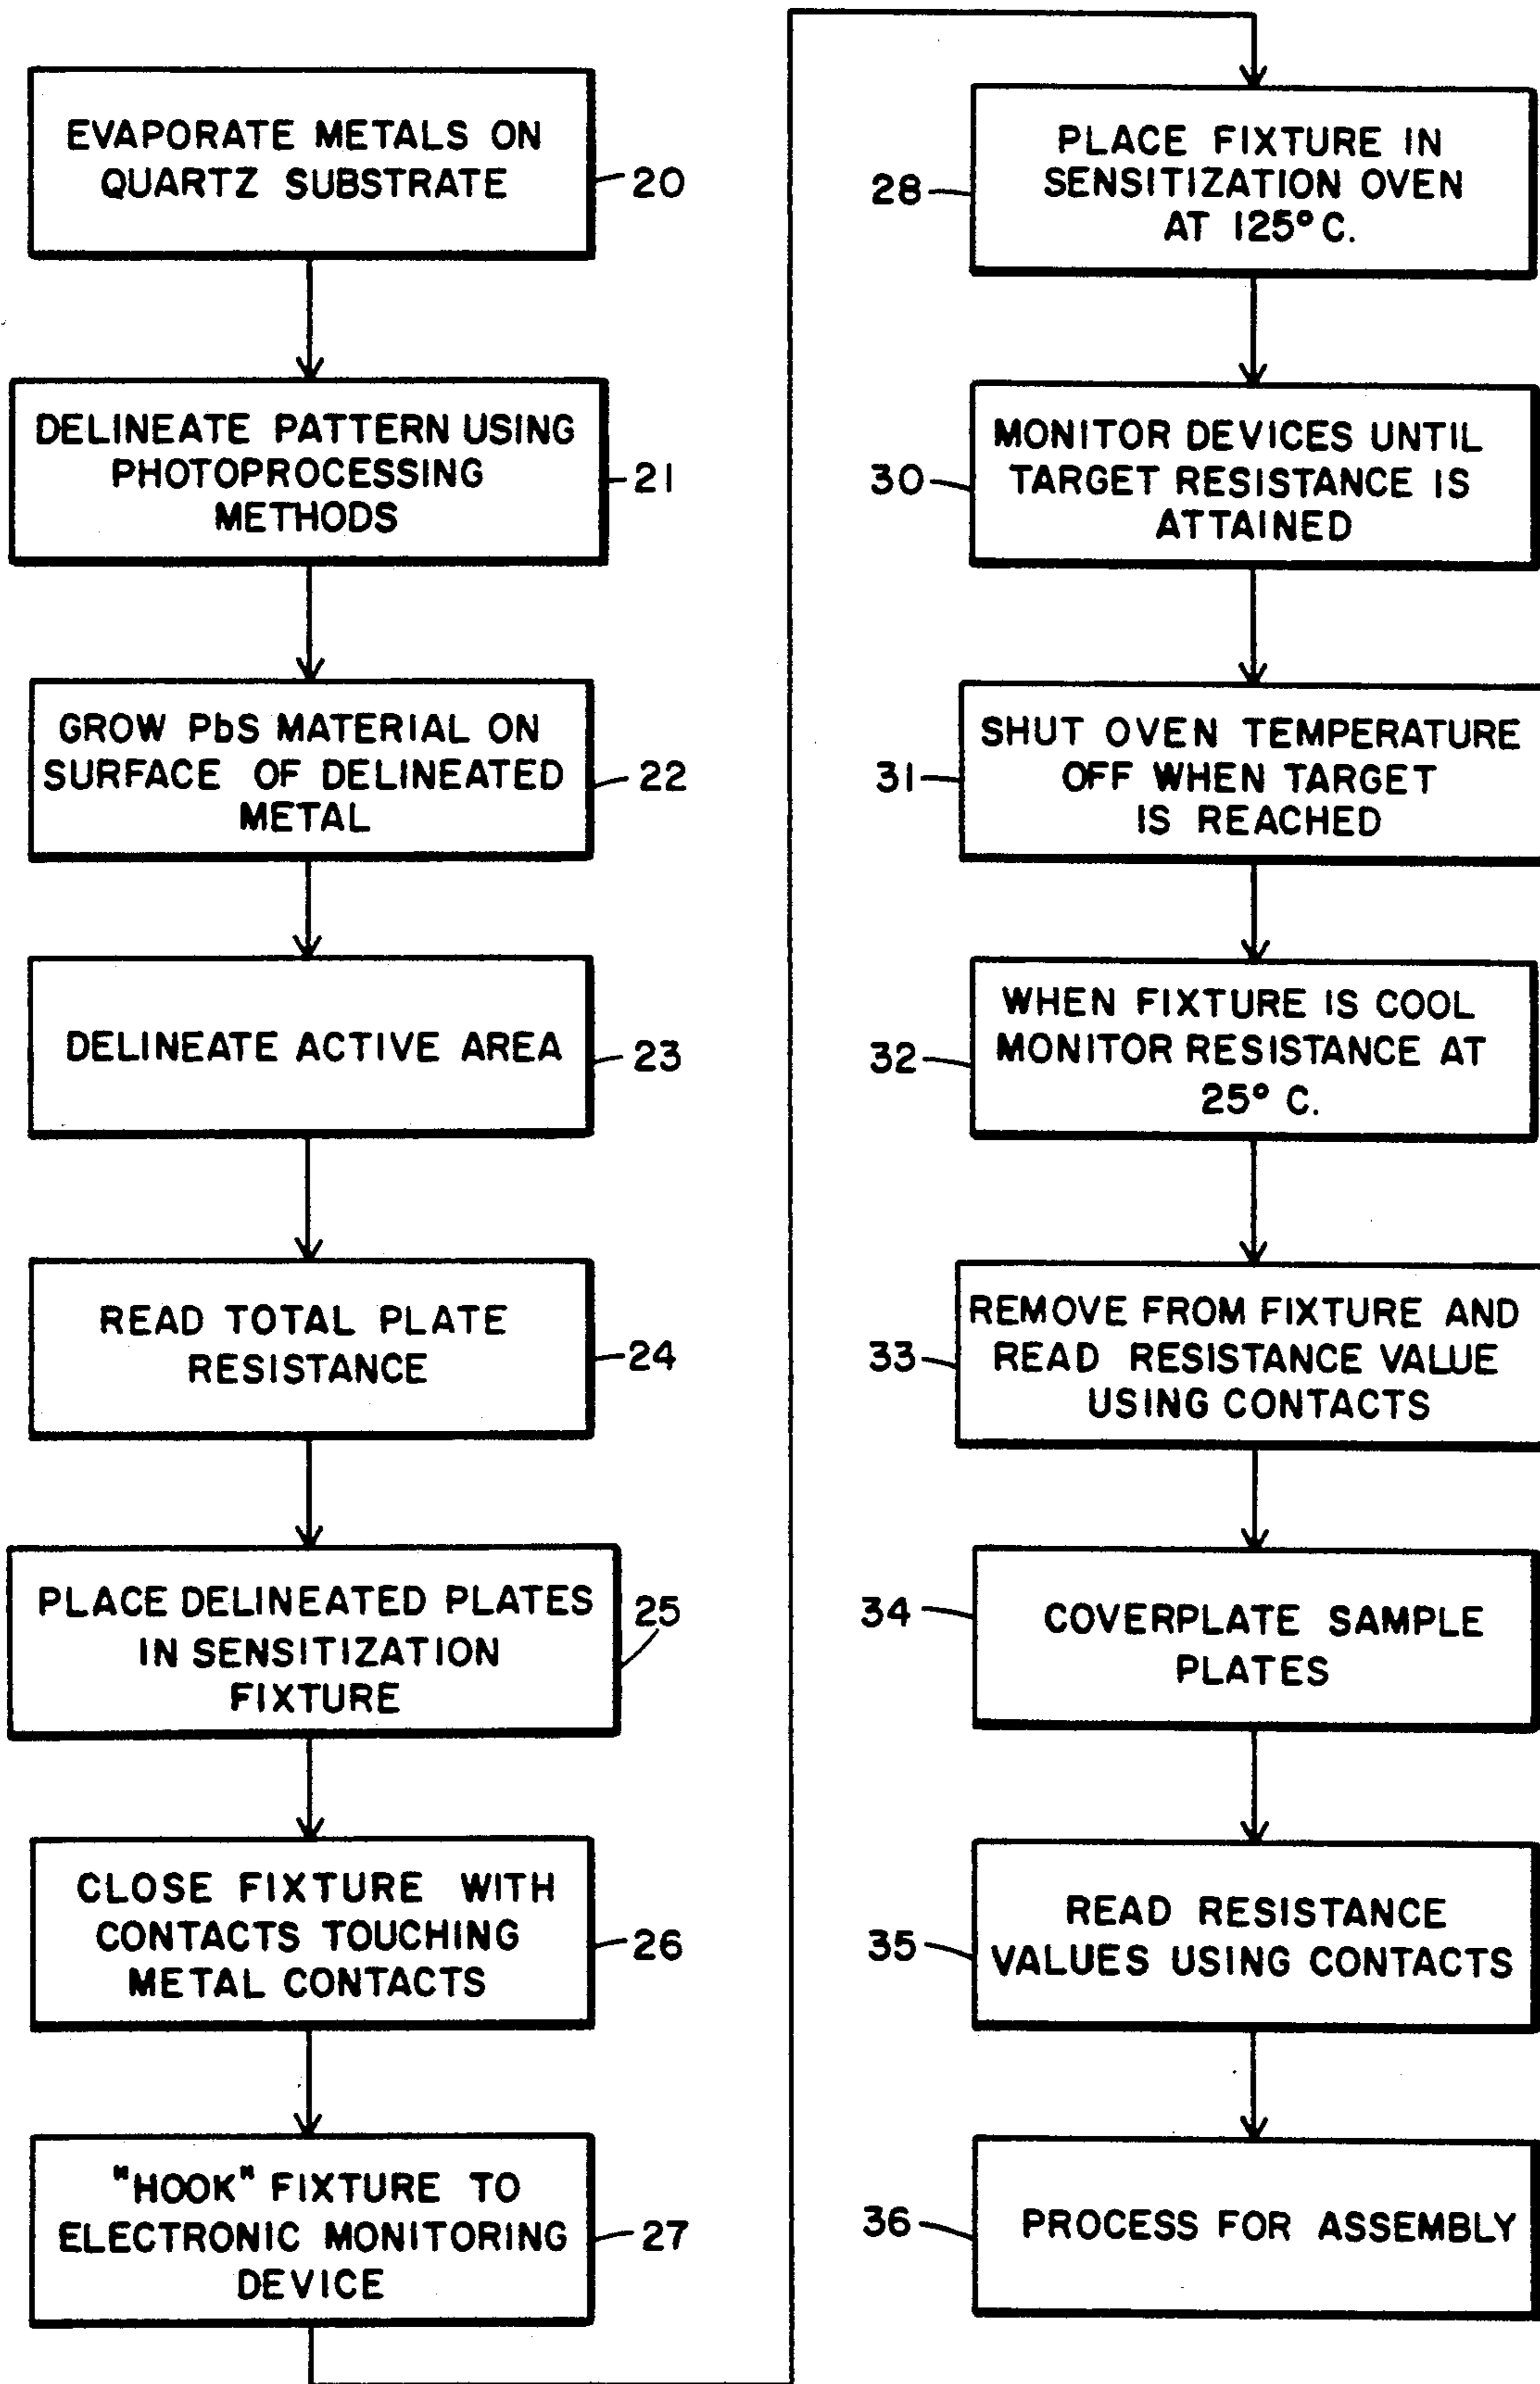 EVAPORATE METALS ON
QUARTZ SUBSTRATE
20
DELINEATE PATTERN USING
PHOTOPROCESSING
METHODS
21
GROW PbS MATERIAL ON
SURFACE OF DELINEATED
METAL
22
DELINEATE ACTIVE AREA
23
READ TOTAL PLATE
RESISTANCE
24
PLACE DELINEATED PLATES
IN SENSITIZATION
FIXTURE
25
CLOSE FIXTURE WITH
CONTACTS TOUCHING
METAL CONTACTS
26
"HOOK" FIXTURE TO
ELECTRONIC MONITORING
DEVICE
27
PLACE FIXTURE IN
SENSITIZATION OVEN
AT 125° C.
28
MONITOR DEVICES UNTIL
TARGET RESISTANCE IS
ATTAINED
30
SHUT OVEN TEMPERATURE
OFF WHEN TARGET
IS REACHED
31
WHEN FIXTURE IS COOL
MONITOR RESISTANCE AT
25° C.
32
REMOVE FROM FIXTURE AND
READ RESISTANCE VALUE
USING CONTACTS
33
COVERPLATE SAMPLE
PLATES
34
READ RESISTANCE
VALUES USING CONTACTS
35
PROCESS FOR ASSEMBLY
36